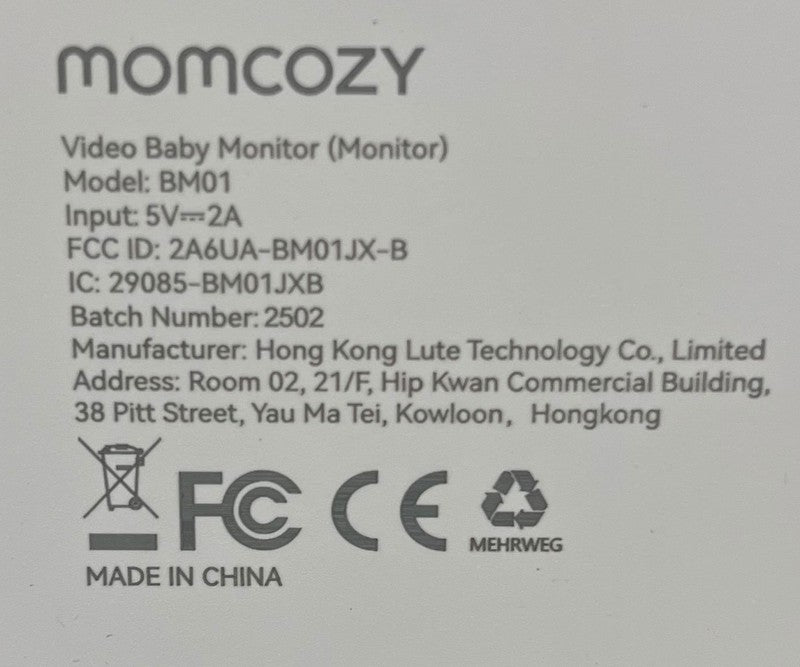 momcozy
Video Baby Monitor (Monitor)
Model: BM01
Input: 5V⎓2A
FCC ID: 2A6UA-BM01JX-B
IC: 29085-BM01JXB
Batch Number: 2502
Manufacturer: Hong Kong Lute Technology Co., Limited
Address: Room 02, 21/F, Hip Kwan Commercial Building,
38 Pitt Street, Yau Ma Tei, Kowloon, Hongkong
FC CE
MEHRWEG
MADE IN CHINA